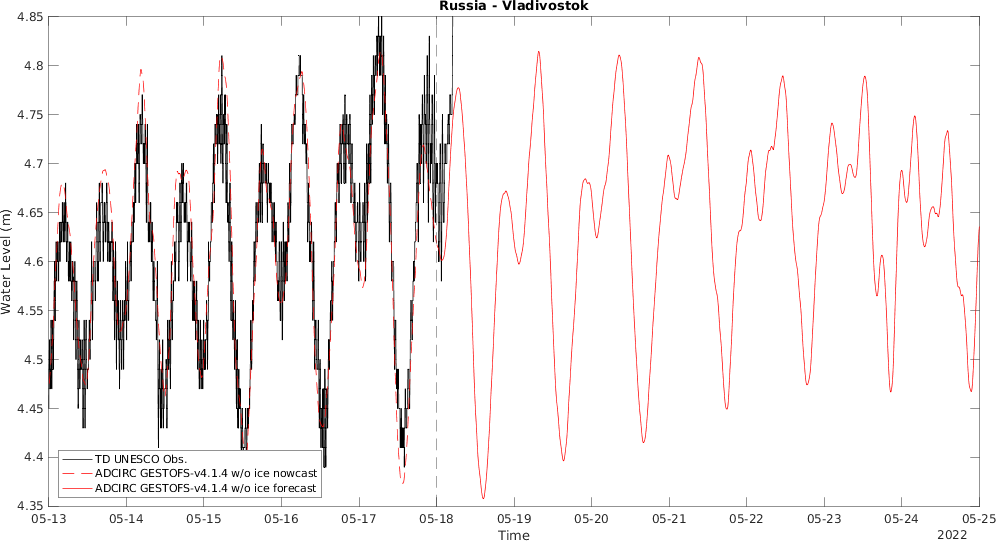 Russia - Vladivostok
4.85
4.8
4.75
4.7
4.65
4.6
4.55
4.5
4.45
4.4
4.35
Water Level (m)
TD UNESCO Obs.
ADCIRC GESTOFS-v4.1.4 w/o ice nowcast
ADCIRC GESTOFS-v4.1.4 w/o ice forecast
05-13 05-14 05-15 05-16 05-17 05-18 05-19 05-20 05-21 05-22 05-23 05-24 05-25
Time
2022